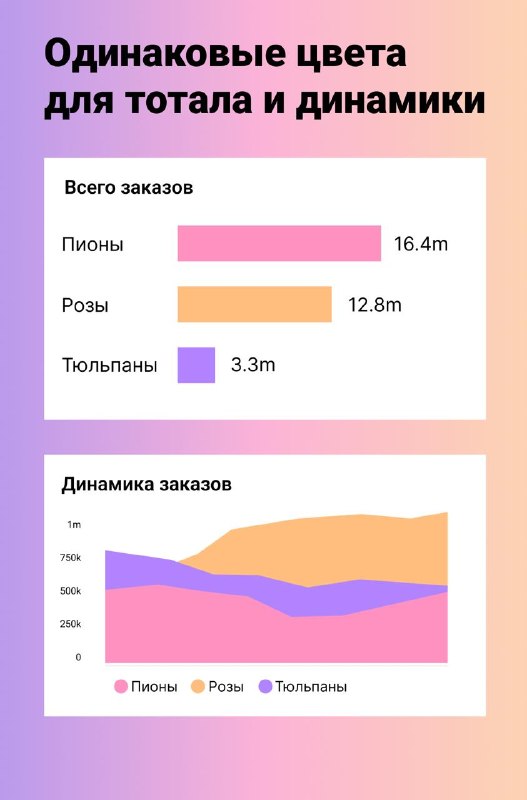 Одинаковые цвета
для тотала и динамики
Всего заказов
Пионы 16.4m
Розы 12.8m
Тюльпаны 3.3m
Динамика заказов
1m
750k
500k
250k
0
Пионы Розы Тюльпаны